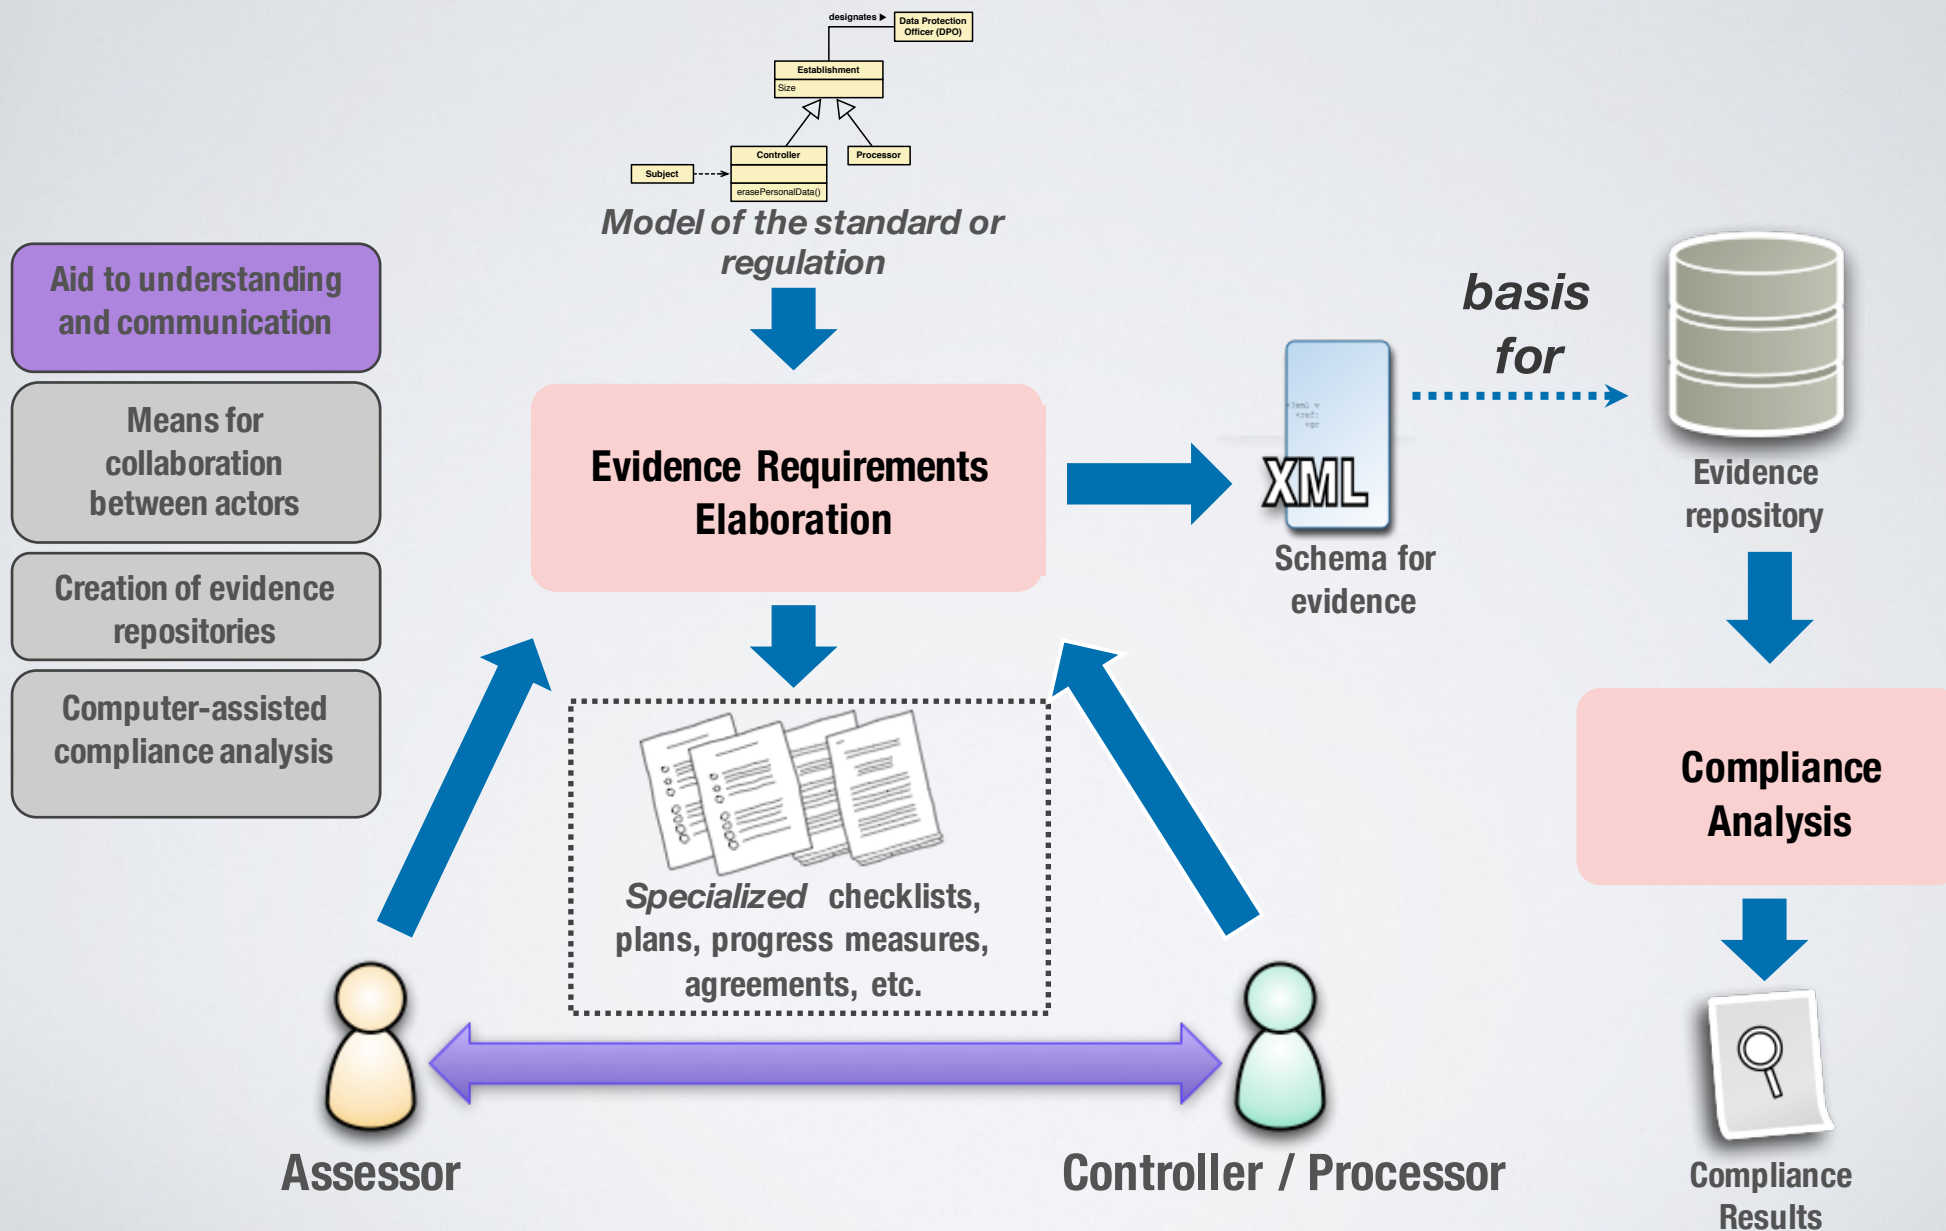 designates ▶
Data Protection
Officer (DPO)
Establishment
Size
Controller
Processor
Subject
erasePersonalData()
Model of the standard or
regulation
Aid to understanding
and communication
Means for
collaboration
between actors
Creation of evidence
repositories
Computer-assisted
compliance analysis
Evidence Requirements
Elaboration
XML
Schema for
evidence
basis
for
Evidence
repository
Compliance
Analysis
Specialized checklists,
plans, progress measures,
agreements, etc.
Assessor
Controller / Processor
Compliance
Results